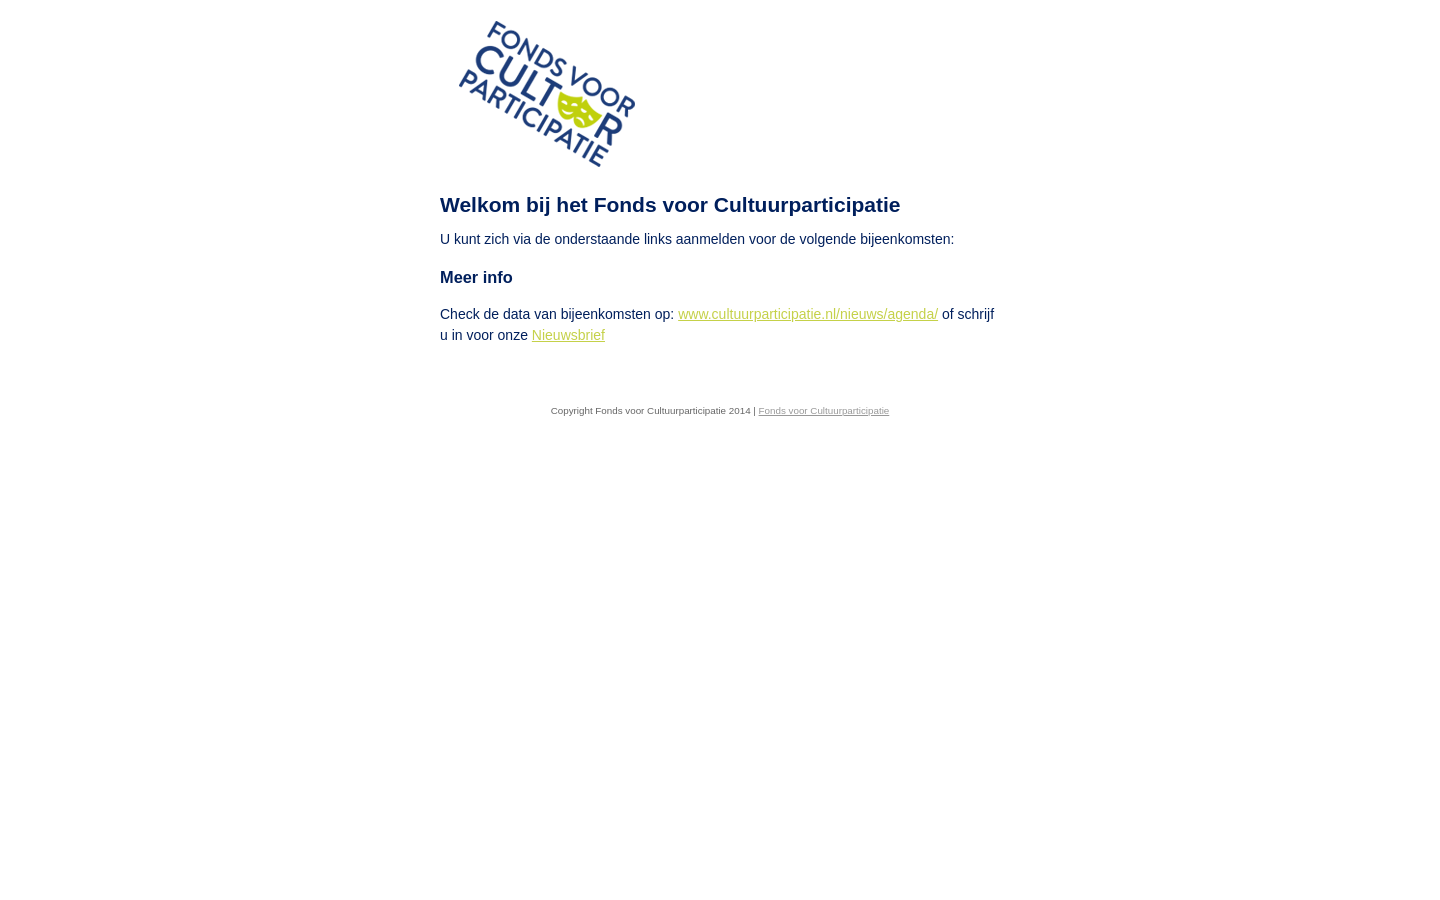 FONDS VOOR
CULTUUR
PARTICIPATIE
Welkom bij het Fonds voor Cultuurparticipatie
U kunt zich via de onderstaande links aanmelden voor de volgende bijeenkomsten:
Meer info
Check de data van bijeenkomsten op: www.cultuurparticipatie.nl/nieuws/agenda/ of schrijf
u in voor onze Nieuwsbrief
Copyright Fonds voor Cultuurparticipatie 2014 | Fonds voor Cultuurparticipatie